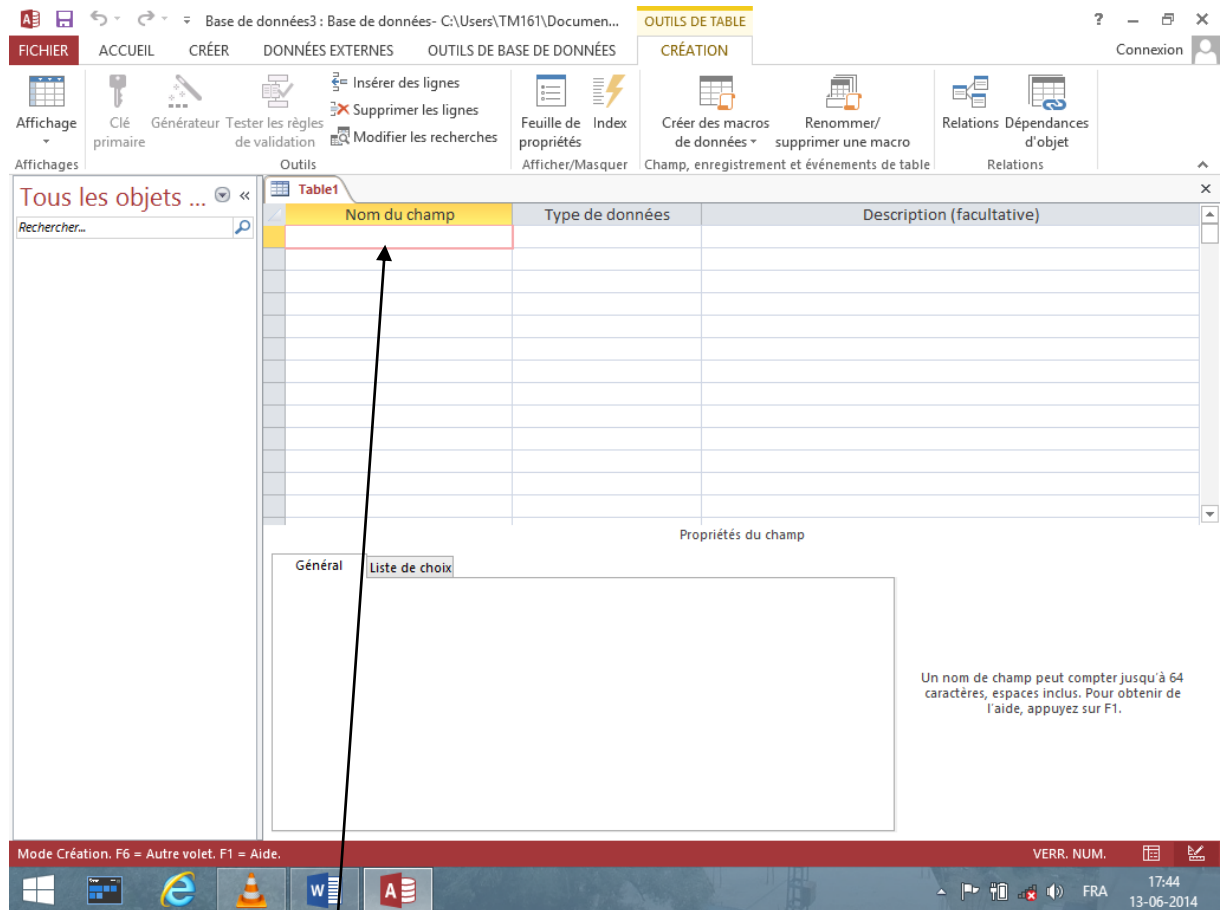 Base de données3 : Base de données- C:\Users\TM161\Documen... OUTILS DE TABLE ?
FICHIER ACCUEIL CRÉER DONNÉES EXTERNES OUTILS DE BASE DE DONNÉES CRÉATION Connexion
Affichage
Clé primaire
Générateur
Tester les règles de validation
Insérer des lignes
Supprimer les lignes
Modifier les recherches
Feuille de propriétés
Index
Créer des macros de données
Renommer/ supprimer une macro
Relations
Dépendances d'objet
Affichages Outils Afficher/Masquer Champ, enregistrement et événements de table Relations
Tous les objets ... «
Rechercher...
Table1
Nom du champ Type de données Description (facultative)
Propriétés du champ
Général Liste de choix
Un nom de champ peut compter jusqu'à 64
caractères, espaces inclus. Pour obtenir de
l'aide, appuyez sur F1.
Mode Création. F6 = Autre volet. F1 = Aide. VERR. NUM.
FRA 17:44
13-06-2014